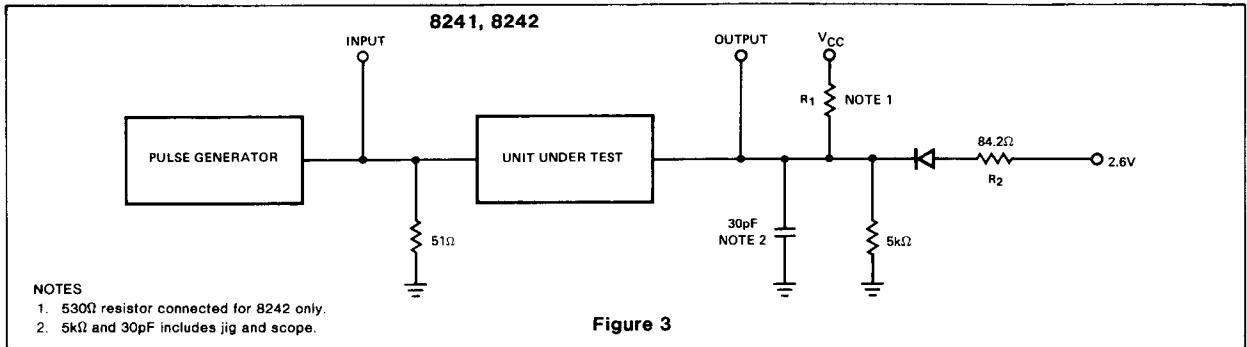 8241, 8242
INPUT
OUTPUT
VCC
R1 NOTE 1
PULSE GENERATOR
UNIT UNDER TEST
84.2Ω
R2
2.6V
51Ω
30pF
NOTE 2
5kΩ
NOTES
1. 530Ω resistor connected for 8242 only.
2. 5kΩ and 30pF includes jig and scope.
Figure 3